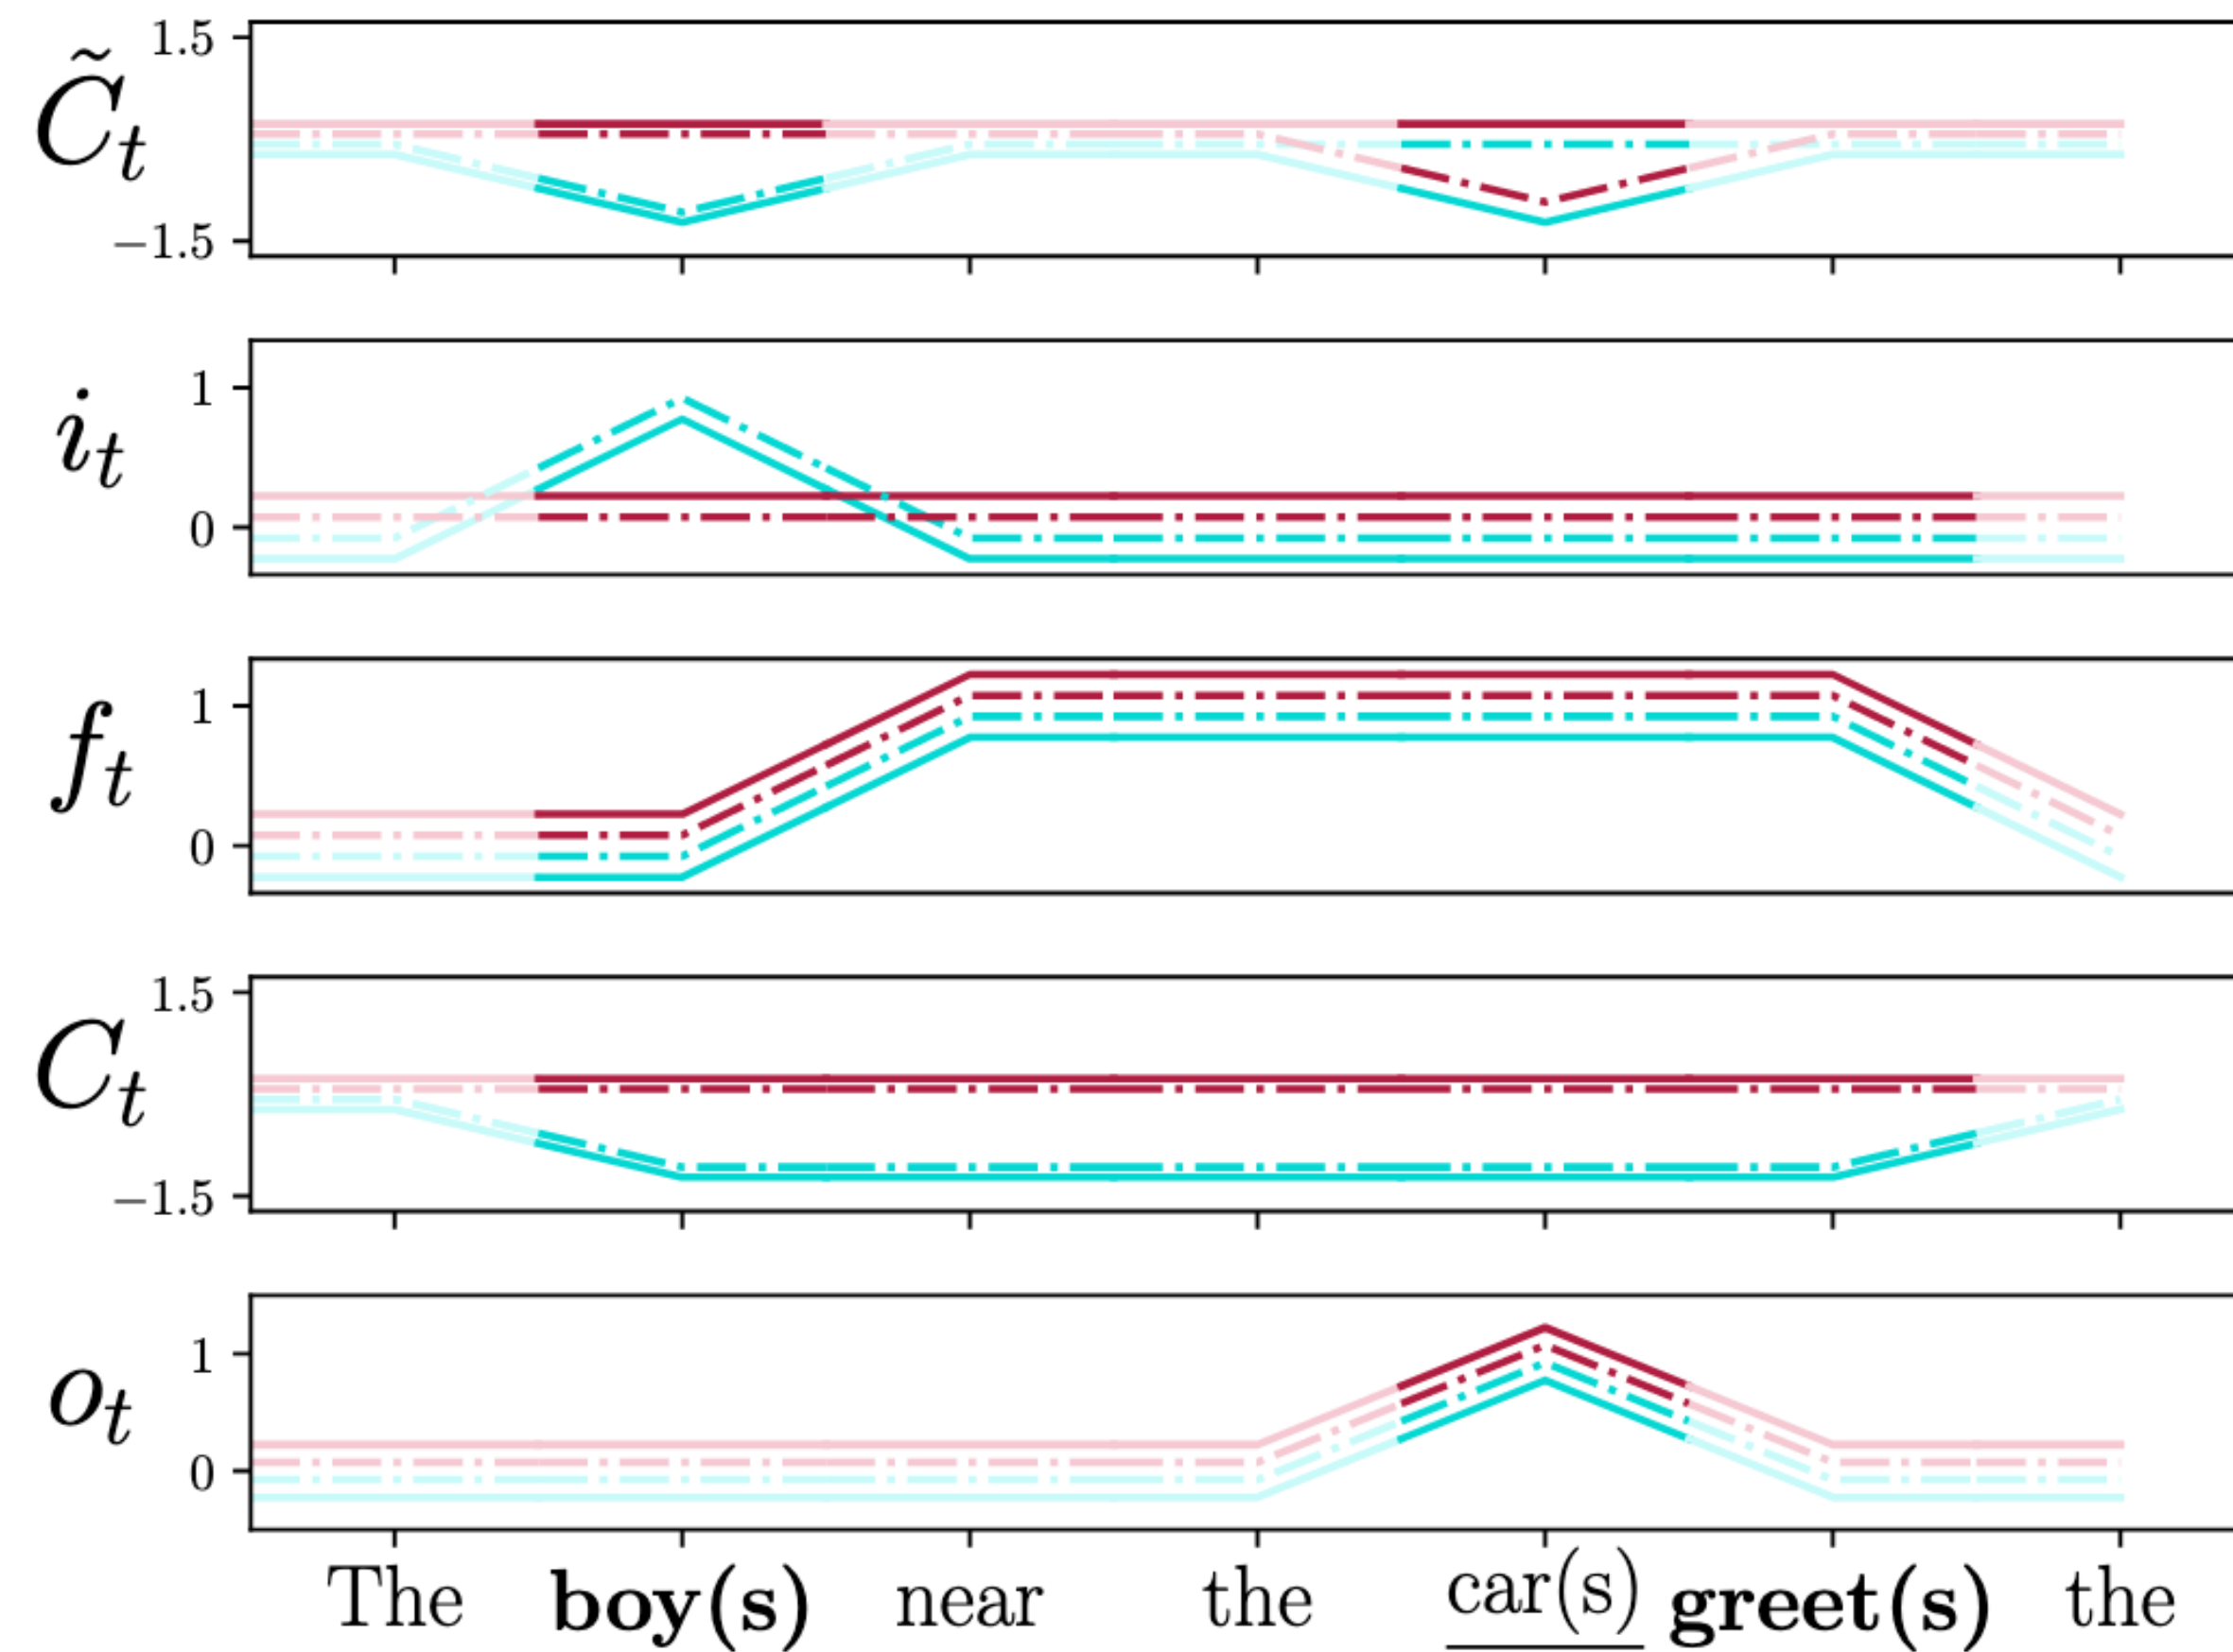 1.5
C̃t
−1.5
1
it
0
1
ft
0
1.5
Ct
−1.5
1
ot
0
The boy(s) near the car(s) greet(s) the